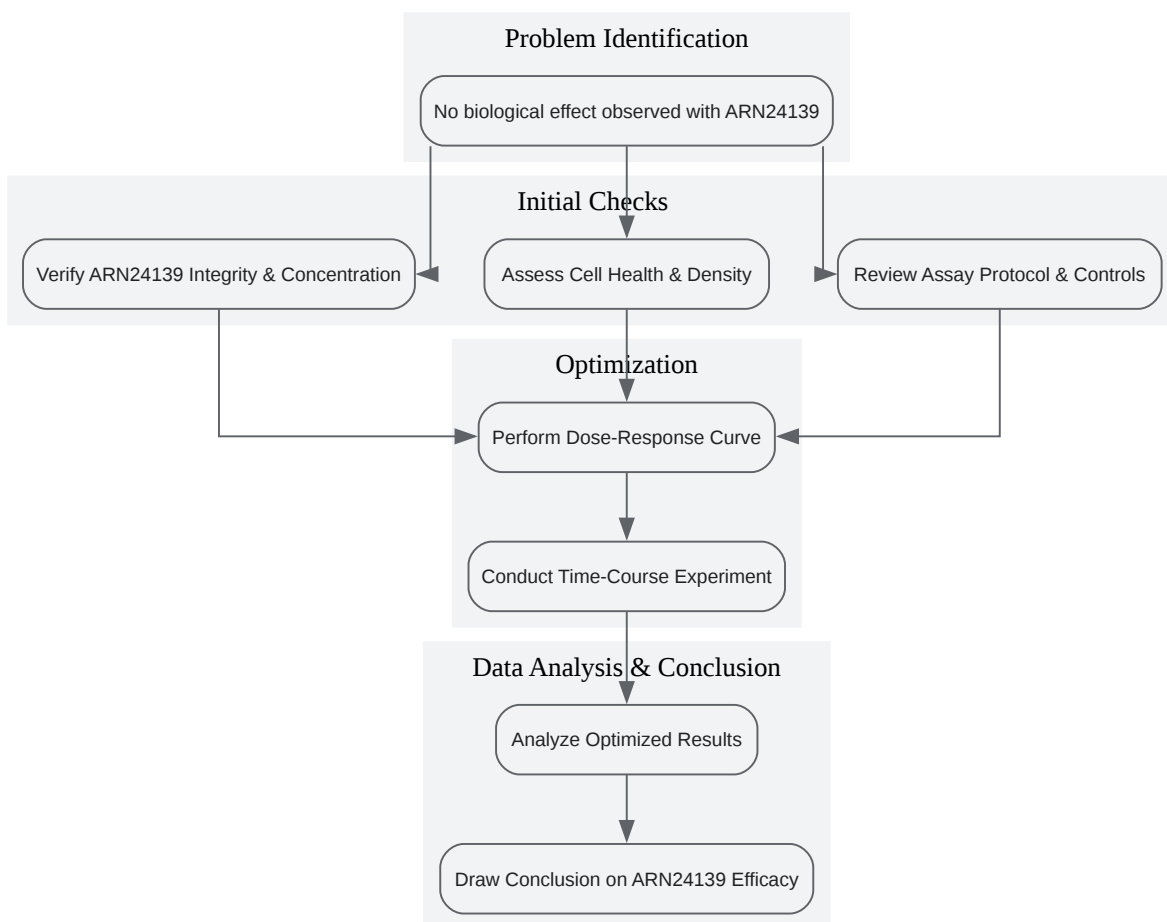 Problem Identification
No biological effect observed with ARN24139
Initial Checks
Verify ARN24139 Integrity & Concentration
Assess Cell Health & Density
Review Assay Protocol & Controls
Optimization
Perform Dose-Response Curve
Conduct Time-Course Experiment
Data Analysis & Conclusion
Analyze Optimized Results
Draw Conclusion on ARN24139 Efficacy